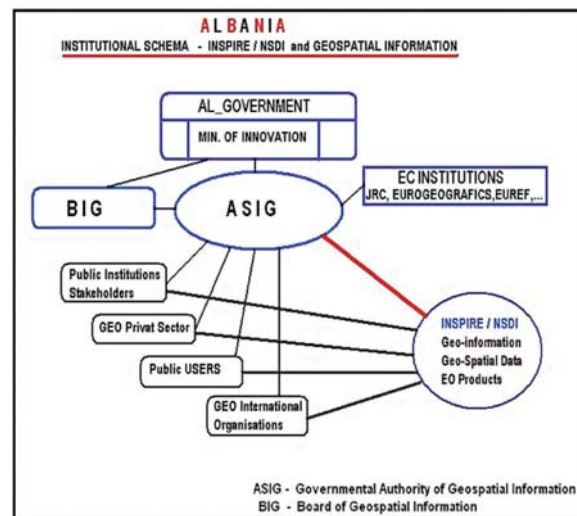 ALBANIA
INSTITUTIONAL SCHEMA - INSPIRE / NSDI and GEOSPATIAL INFORMATION
AL_GOVERNMENT
MIN. OF INNOVATION
EC INSTITUTIONS
JRC, EUROGEOGRAFICS,EUREF,...
BIG
ASIG
Public Institutions
Stakeholders
GEO Privat Sector
Public USERS
GEO International
Organisations
INSPIRE / NSDI
Geo-information
Geo-Spatial Data
EO Products
ASIG - Governmental Authority of Geospatial Information
BIG - Board of Geospatial Information